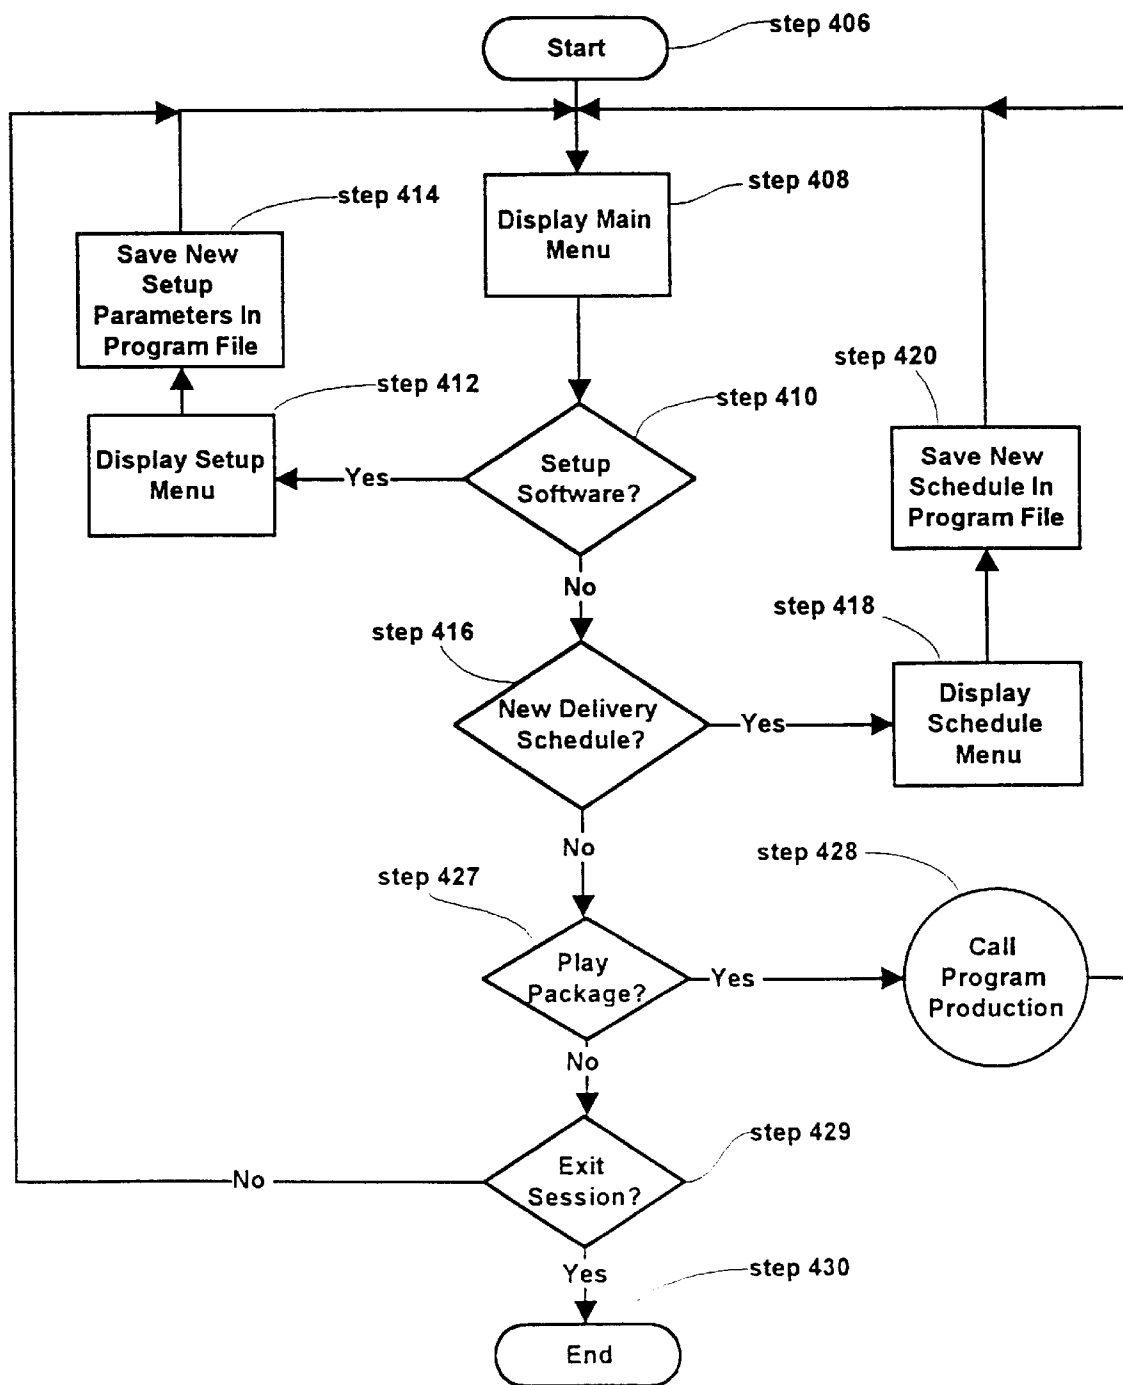 step 406
Start
step 408
step 414
Display Main
Menu
Save New
Setup
Parameters In
Program File
step 420
step 412
step 410
Display Setup
Menu
Yes
Setup
Software?
Save New
Schedule In
Program File
No
step 418
step 416
New Delivery
Schedule?
Yes
Display
Schedule
Menu
No
step 428
step 427
Play
Package?
Yes
Call
Program
Production
No
step 429
Exit
Session?
No
Yes
step 430
End